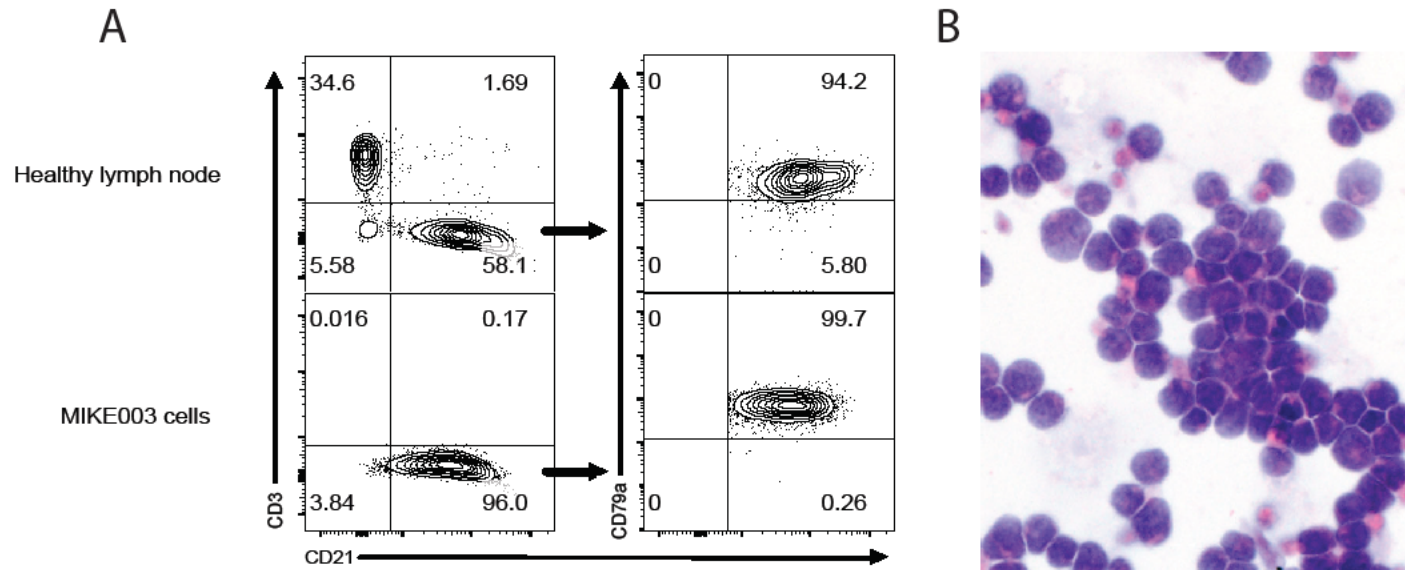 A
B
34.6 1.69
0 94.2
Healthy lymph node
5.58 58.1
0 5.80
0.016 0.17
0 99.7
MIKE003 cells
3.84 96.0
0 0.26
CD3
CD79a
CD21